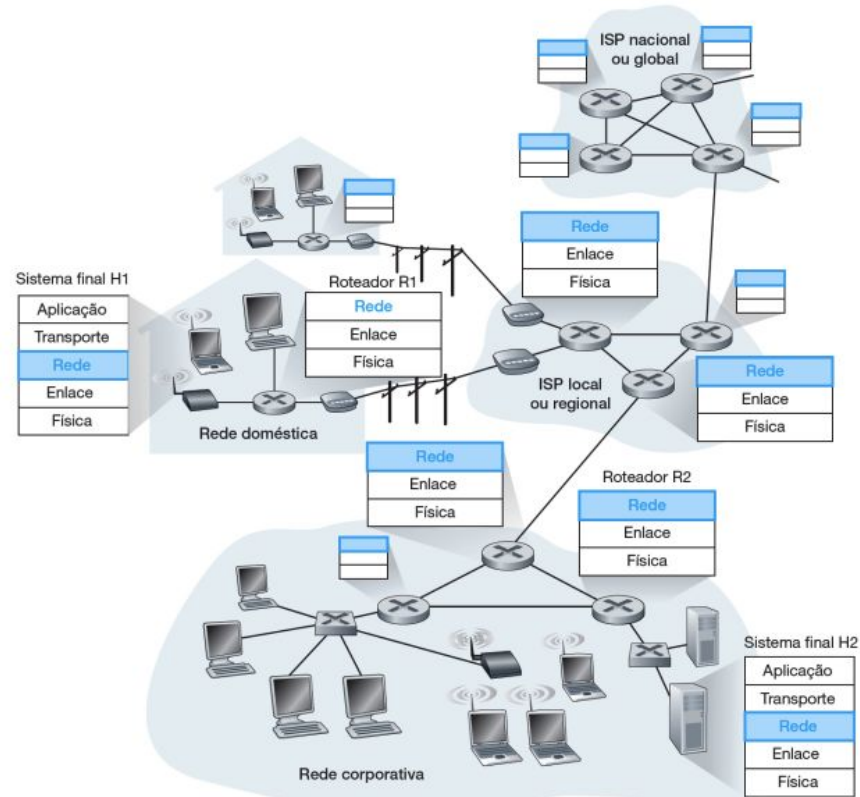 ISP nacional
ou global
Rede
Enlace
Física
Sistema final H1
Aplicação
Transporte
Rede
Enlace
Física
Roteador R1
Rede
Enlace
Física
Rede doméstica
ISP local
ou regional
Rede
Enlace
Física
Rede
Enlace
Física
Roteador R2
Rede
Enlace
Física
Sistema final H2
Aplicação
Transporte
Rede
Enlace
Física
Rede corporativa